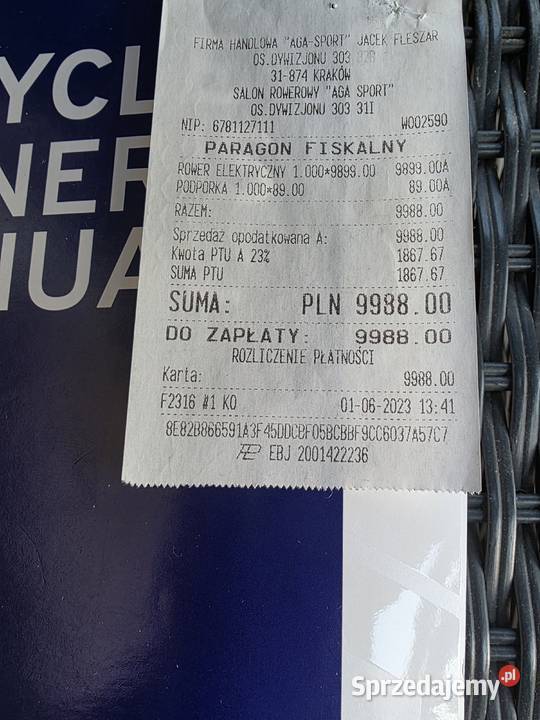 YCL
NER
NUA
FIRMA HANDLOWA "AGA-SPORT" JACEK FLESZAR
OS.DYWIZJONU 303
31-874 KRAKÓW
SALON ROWEROWY "AGA SPORT"
OS.DYWIZJONU 303 31I
NIP: 6781127111 W002590
PARAGON FISKALNY
ROWER ELEKTRYCZNY 1.000*9899.00 9899.00A
PODPORKA 1.000*89.00 89.00A
RAZEM: 9988.00
Sprzedaż opodatkowana A: 9988.00
Kwota PTU A 23% 1867.67
SUMA PTU 1867.67
SUMA: PLN 9988.00
DO ZAPŁATY: 9988.00
ROZLICZENIE PŁATNOŚCI
Karta: 9988.00
F2316 #1 KO 01-06-2023 13:41
8E82B866591A3F45DDCBF05BCBBF9CC6037A57C7
EBJ 2001422236
Sprzedajemy.pl